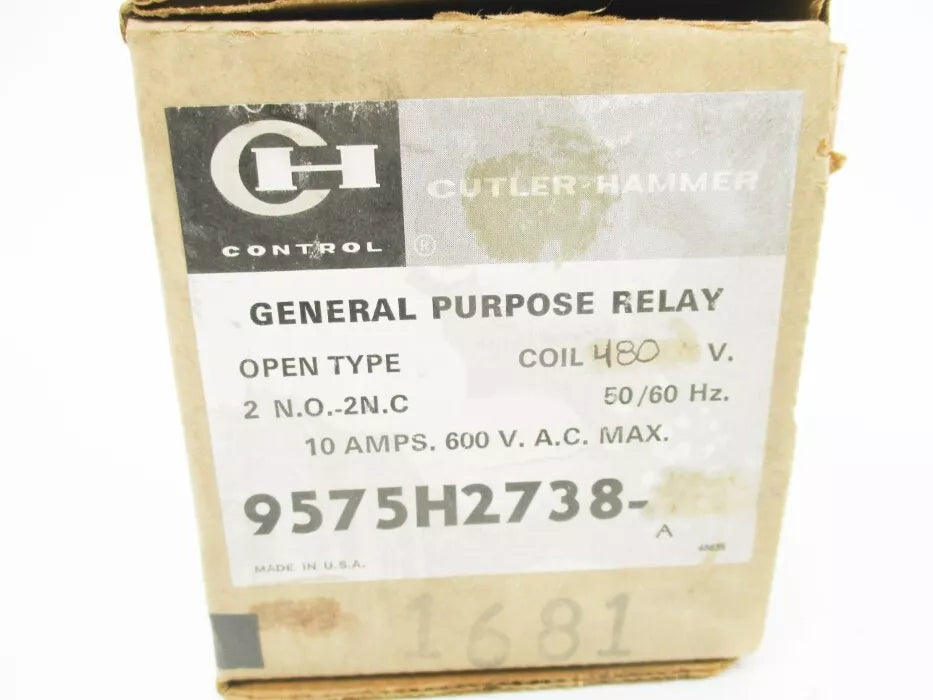 CH
CUTLER-HAMMER
CONTROL ®
GENERAL PURPOSE RELAY
OPEN TYPE COIL 480 V.
2 N.O.-2N.C 50/60 Hz.
10 AMPS. 600 V. A.C. MAX.
9575H2738-
A
MADE IN U.S.A.
1681